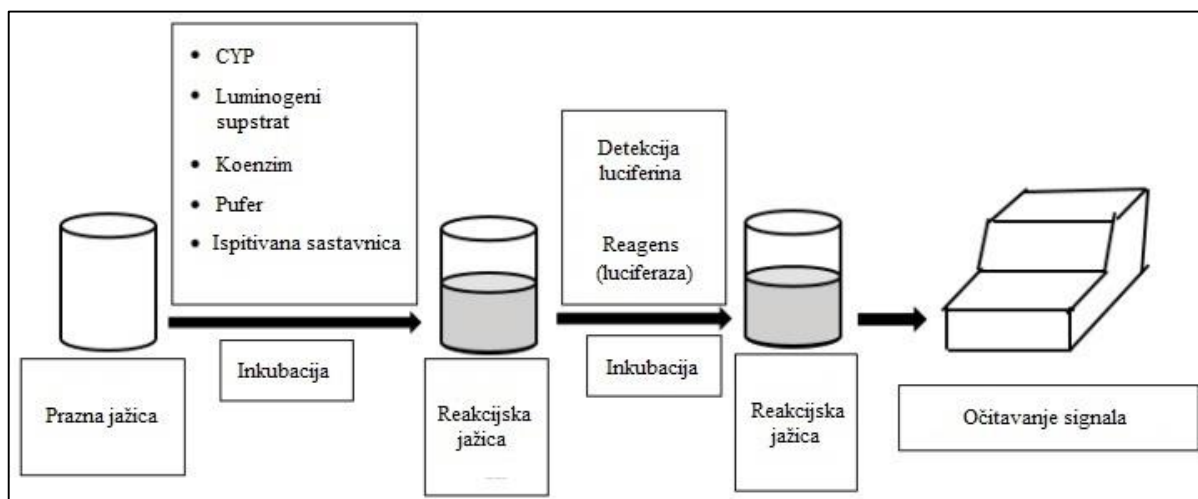 • CYP
• Luminogeni
supstrat
• Koenzim
• Pufer
• Ispitivana sastavnica
Detekcija
luciferina
Reagens
(luciferaza)
Prazna jažica
Inkubacija
Reakcijska
jažica
Inkubacija
Reakcijska
jažica
Očitavanje signala